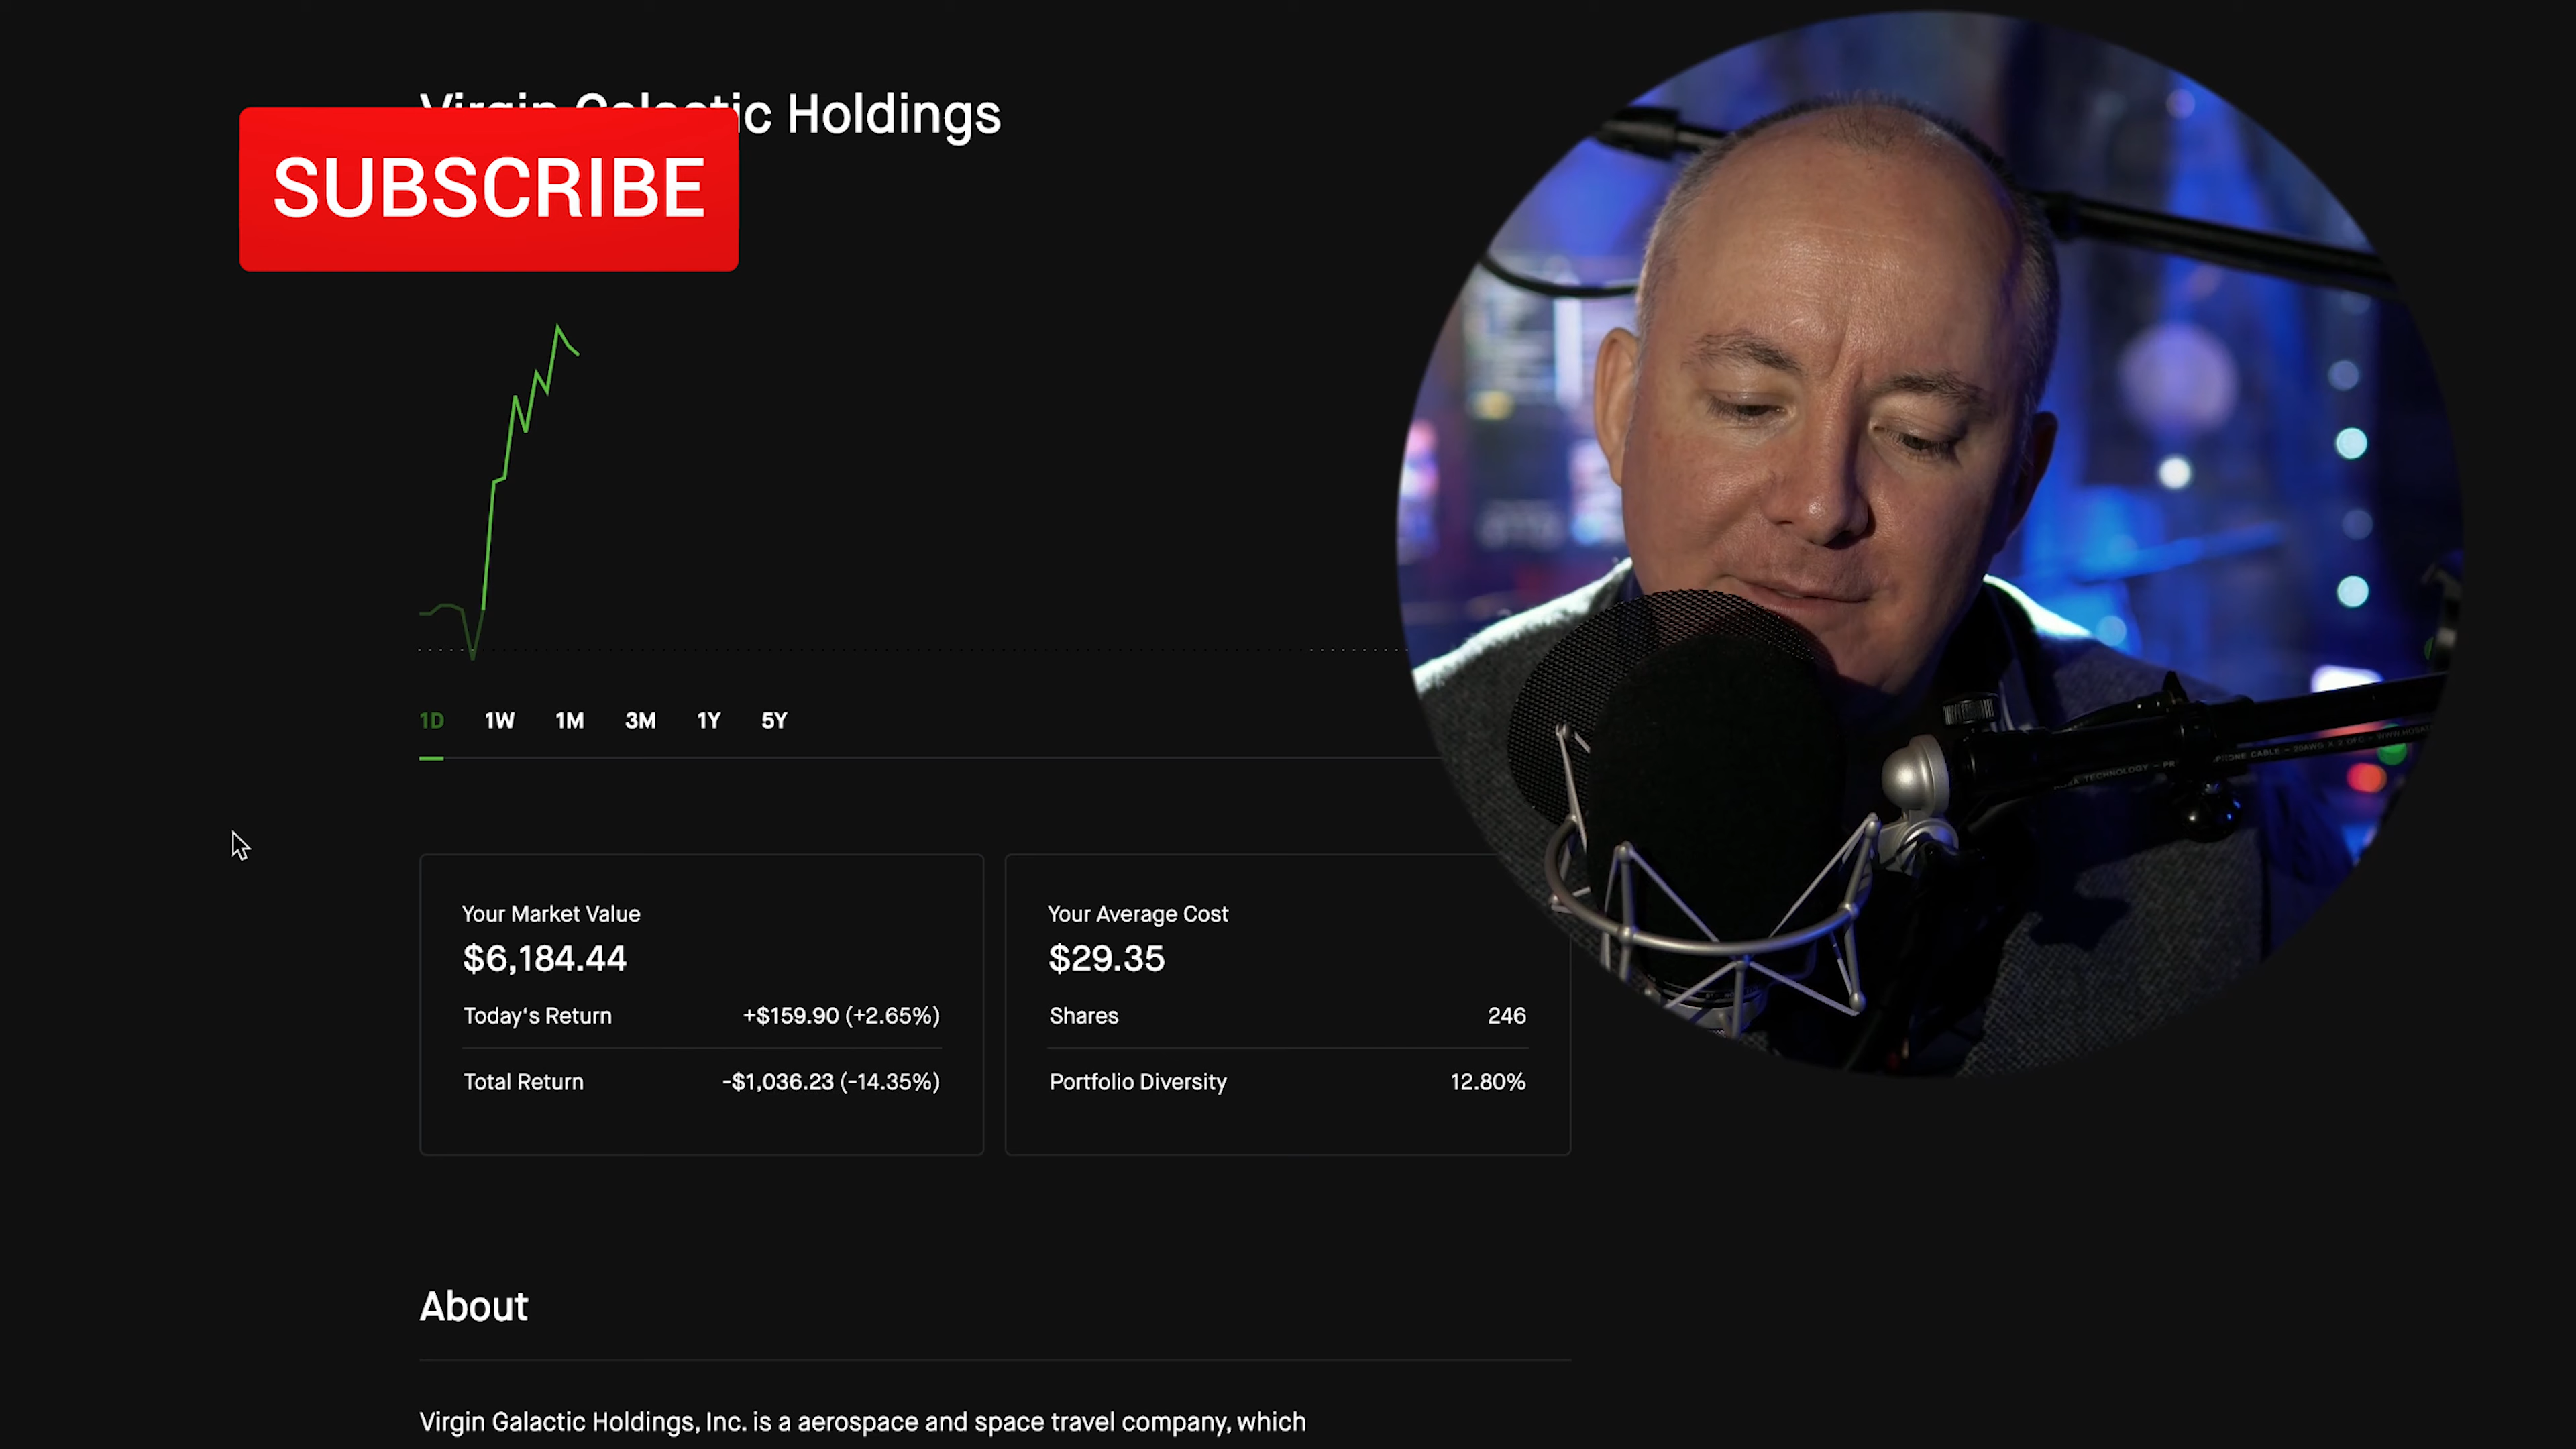 Virgin Galactic Holdings
SUBSCRIBE
1D 1W 1M 3M 1Y 5Y
Your Market Value
$6,184.44
Today's Return +$159.90 (+2.65%)
Total Return -$1,036.23 (-14.35%)
Your Average Cost
$29.35
Shares 246
Portfolio Diversity 12.80%
About
Virgin Galactic Holdings, Inc. is a aerospace and space travel company, which